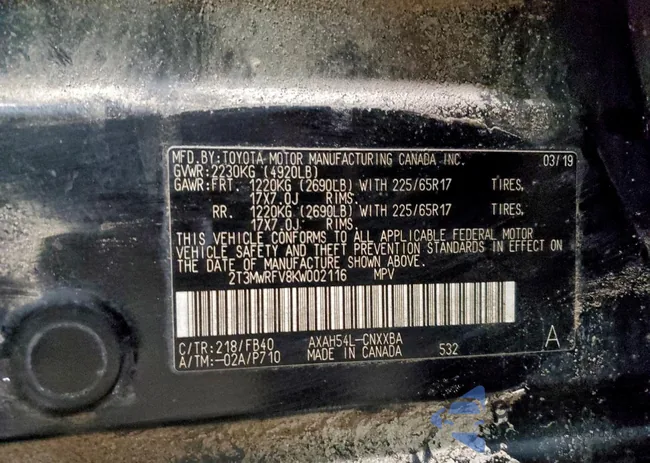 MFD.BY:TOYOTA MOTOR MANUFACTURING CANADA INC. 03/19
GVWR:2230KG (4920LB)
GAWR:FRT. 1220KG (2690LB) WITH 225/65R17 TIRES,
17X7.0J RIMS.
RR. 1220KG (2690LB) WITH 225/65R17 TIRES,
17X7.0J RIMS.
THIS VEHICLE CONFORMS TO ALL APPLICABLE FEDERAL MOTOR
VEHICLE SAFETY AND THEFT PREVENTION STANDARDS IN EFFECT ON
THE DATE OF MANUFACTURE SHOWN ABOVE.
2T3MWRFV8KW002116 MPV
C/TR:218/FB40 AXAH54L-CNXXBA
A/TM:-02A/P710 MADE IN CANADA 532 A